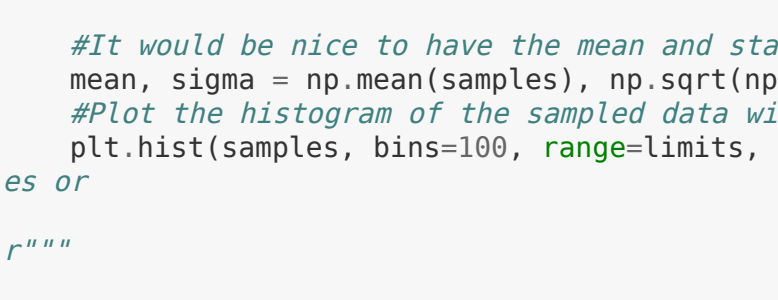 #It would be nice to have the mean and sta
mean, sigma = np.mean(samples), np.sqrt(np
#Plot the histogram of the sampled data wi
plt.hist(samples, bins=100, range=limits,
es or
r"""